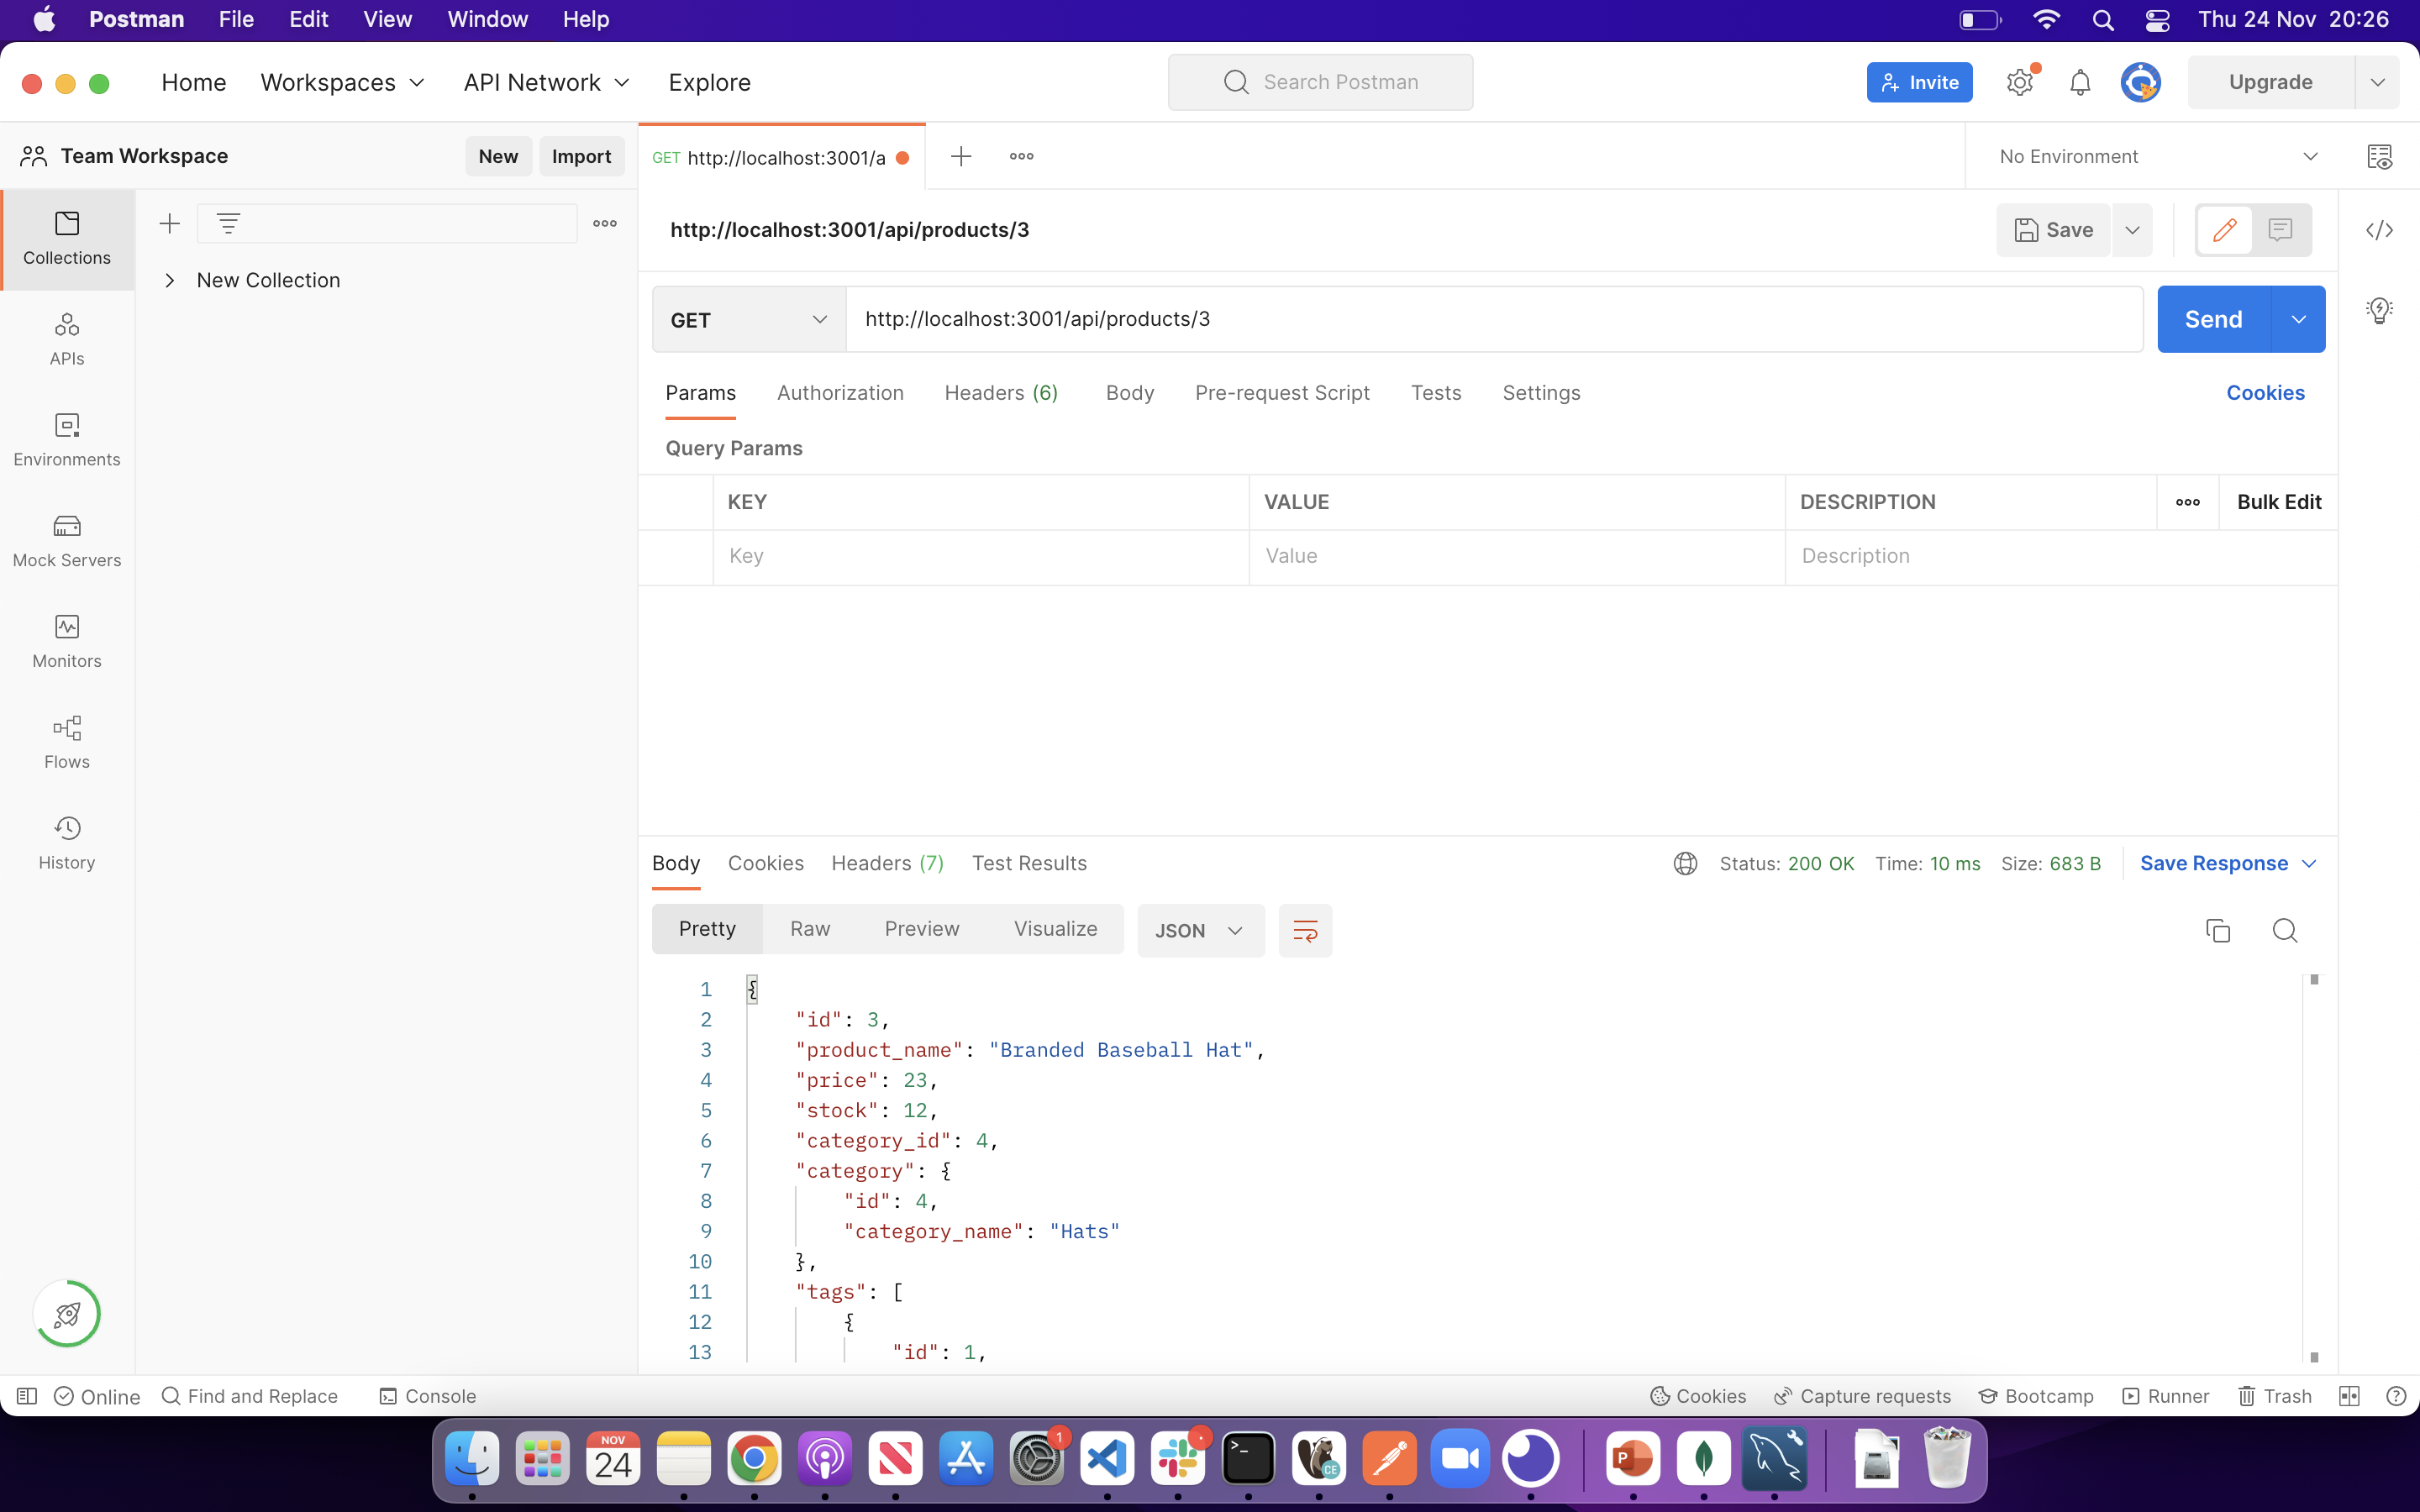 Postman File Edit View Window Help Thu 24 Nov 20:26
Home Workspaces API Network Explore Search Postman Invite Upgrade
Team Workspace New Import GET http://localhost:3001/a No Environment
http://localhost:3001/api/products/3 Save
Collections
New Collection
APIs
Environments
Mock Servers
Monitors
Flows
History
GET http://localhost:3001/api/products/3 Send
Params Authorization Headers (6) Body Pre-request Script Tests Settings Cookies
Query Params
KEY VALUE DESCRIPTION Bulk Edit
Key Value Description
Body Cookies Headers (7) Test Results Status: 200 OK Time: 10 ms Size: 683 B Save Response
Pretty Raw Preview Visualize JSON
1 {
2 "id": 3,
3 "product_name": "Branded Baseball Hat",
4 "price": 23,
5 "stock": 12,
6 "category_id": 4,
7 "category": {
8 "id": 4,
9 "category_name": "Hats"
10 },
11 "tags": [
12 {
13 "id": 1,
Online Find and Replace Console Cookies Capture requests Bootcamp Runner Trash
NOV
24
1
CE
P